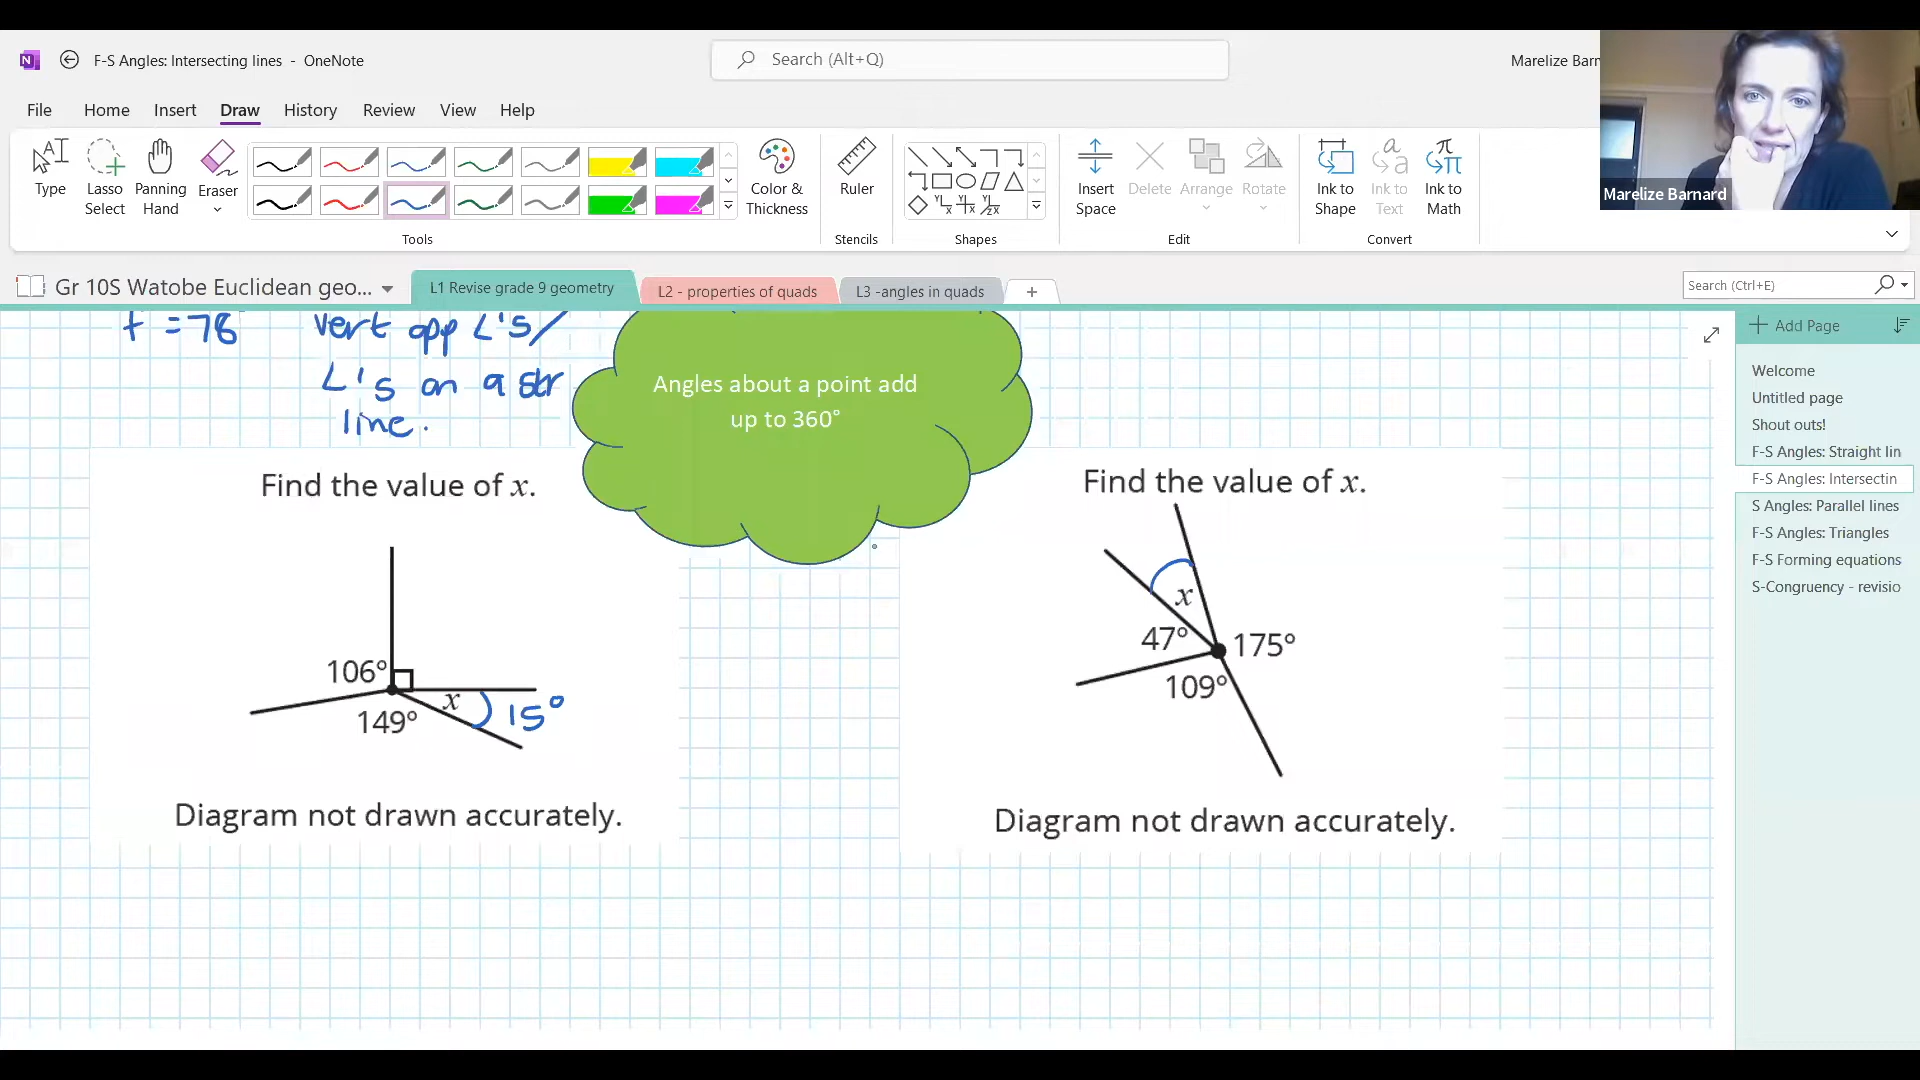 F-S Angles: Intersecting lines - OneNote
Search (Alt+Q)
Marelize Barn
Marelize Barnard
File Home Insert Draw History Review View Help
Type
Lasso Select
Panning Hand
Eraser
Color & Thickness
Ruler
Insert Space
Delete
Arrange
Rotate
Ink to Shape
Ink to Text
Ink to Math
Tools
Stencils
Shapes
Edit
Convert
Gr 10S Watobe Euclidean geo...
L1 Revise grade 9 geometry
L2 - properties of quads
L3 -angles in quads
Search (Ctrl+E)
Add Page
Welcome
Untitled page
Shout outs!
F-S Angles: Straight lin
F-S Angles: Intersectin
S Angles: Parallel lines
F-S Angles: Triangles
F-S Forming equations
S-Congruency - revisio
= 78° vert opp ∠'s/
∠'s on a str
line.
Angles about a point add
up to 360°
Find the value of x.
106°
x
149°
15°
Diagram not drawn accurately.
Find the value of x.
x
47°
175°
109°
Diagram not drawn accurately.